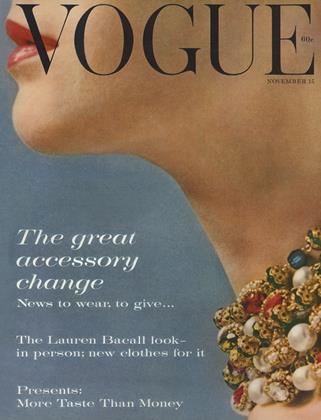 VOGUE
60c
NOVEMBER 15
The great
accessory
change
News to wear, to give...
The Lauren Bacall look–
in person; new clothes for it
Presents:
More Taste Than Money